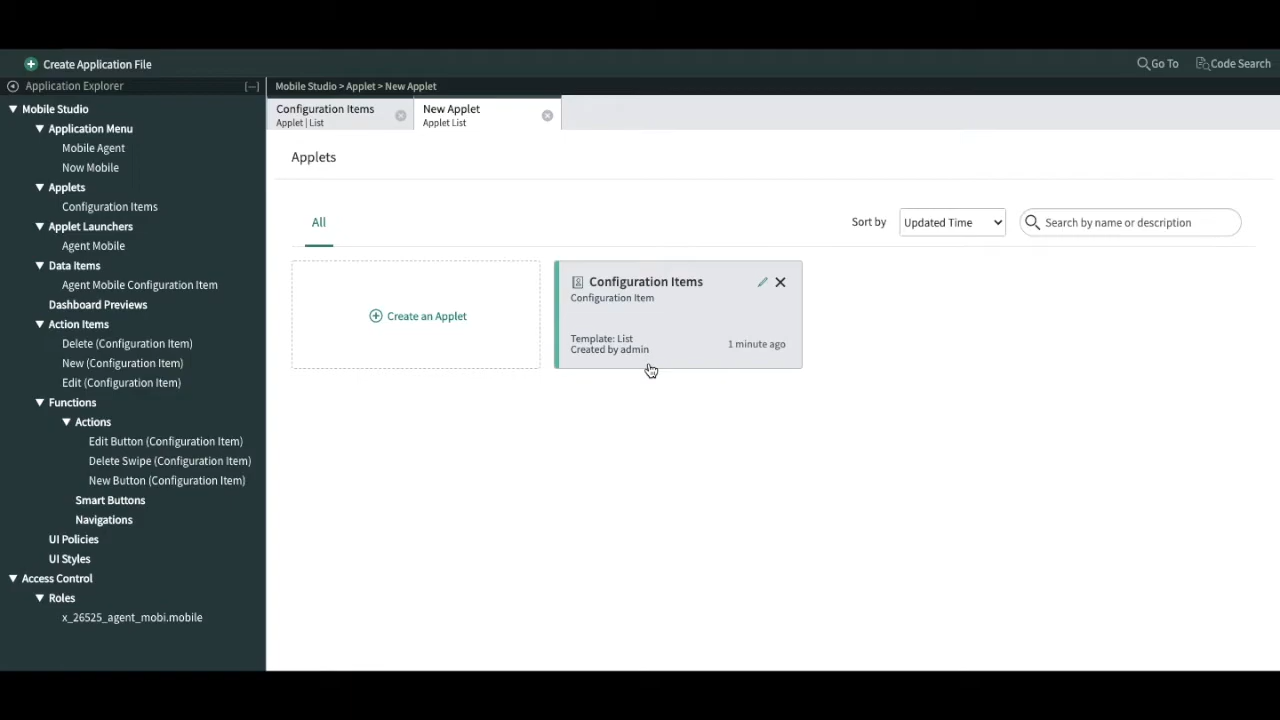 Create Application File
Go To
Code Search
Application Explorer
[—]
Mobile Studio > Applet > New Applet
Mobile Studio
Application Menu
Mobile Agent
Now Mobile
Applets
Configuration Items
Applet Launchers
Agent Mobile
Data Items
Agent Mobile Configuration Item
Dashboard Previews
Action Items
Delete (Configuration Item)
New (Configuration Item)
Edit (Configuration Item)
Functions
Actions
Edit Button (Configuration Item)
Delete Swipe (Configuration Item)
New Button (Configuration Item)
Smart Buttons
Navigations
UI Policies
UI Styles
Access Control
Roles
x_26525_agent_mobi.mobile
Configuration Items
Applet | List
New Applet
Applet List
Applets
All
Sort by
Updated Time
Search by name or description
Create an Applet
Configuration Items
Configuration Item
Template: List
Created by admin
1 minute ago